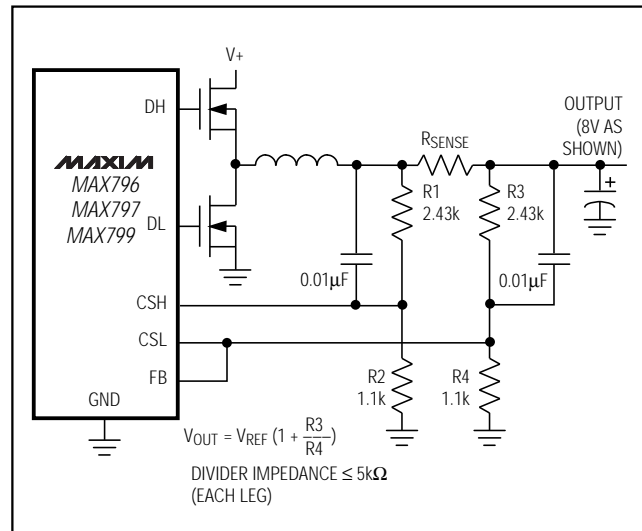 V+
DH
OUTPUT
(8V AS
SHOWN)
RSENSE
+
MAXIM
MAX796
MAX797
MAX799
R1
2.43k
R3
2.43k
DL
0.01µF
0.01µF
CSH
CSL
FB
R2
1.1k
R4
1.1k
GND
VOUT = VREF (1 + R3/R4)
DIVIDER IMPEDANCE ≤ 5kΩ
(EACH LEG)